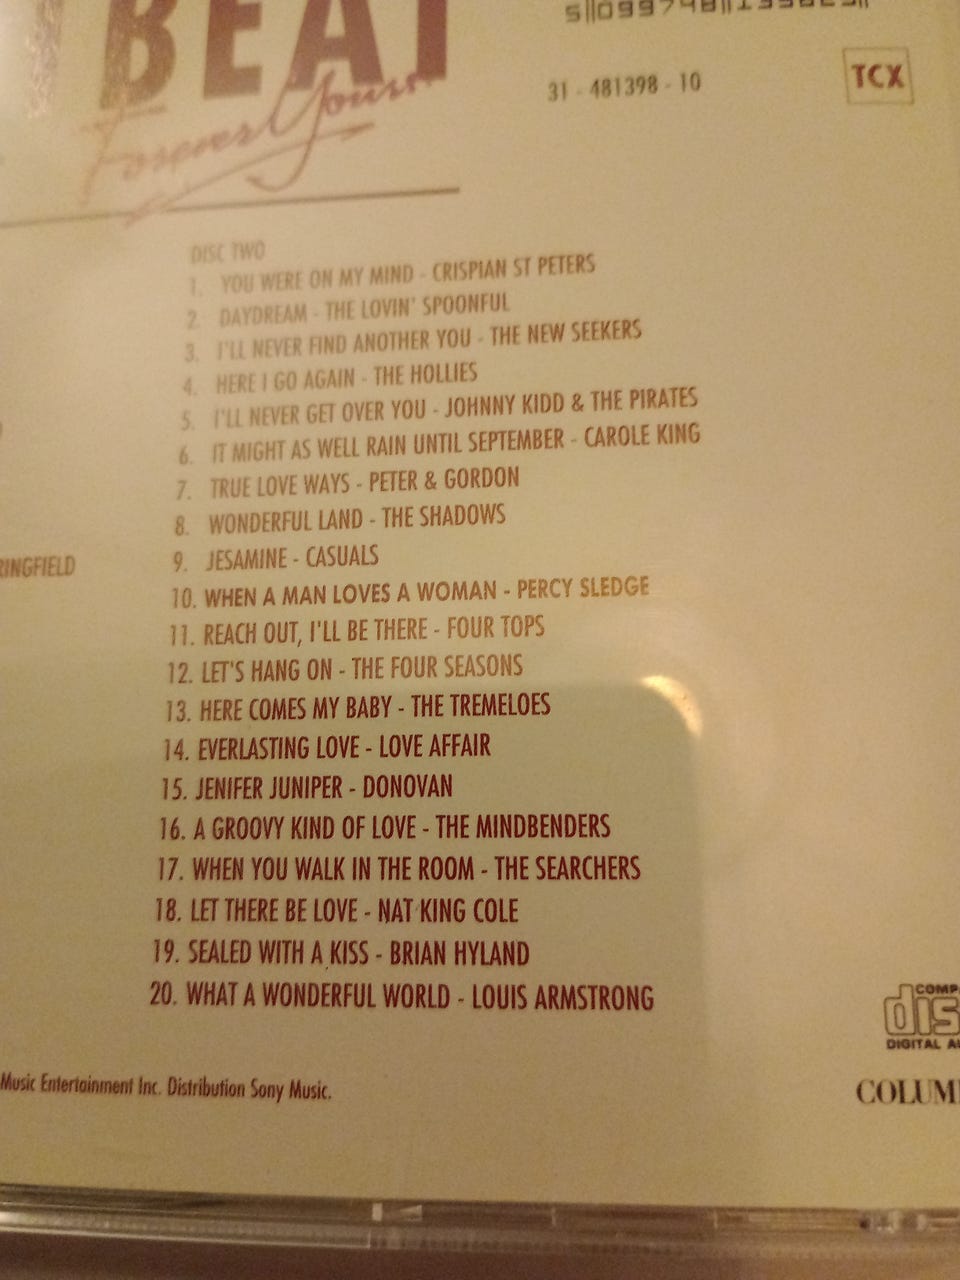 BEAT
Forever Yours
31 - 481398 - 10
TCX
DISC TWO
1. YOU WERE ON MY MIND - CRISPIAN ST PETERS
2. DAYDREAM - THE LOVIN' SPOONFUL
3. I'LL NEVER FIND ANOTHER YOU - THE NEW SEEKERS
4. HERE I GO AGAIN - THE HOLLIES
5. I'LL NEVER GET OVER YOU - JOHNNY KIDD & THE PIRATES
6. IT MIGHT AS WELL RAIN UNTIL SEPTEMBER - CAROLE KING
7. TRUE LOVE WAYS - PETER & GORDON
8. WONDERFUL LAND - THE SHADOWS
RINGFIELD
9. JESAMINE - CASUALS
10. WHEN A MAN LOVES A WOMAN - PERCY SLEDGE
11. REACH OUT, I'LL BE THERE - FOUR TOPS
12. LET'S HANG ON - THE FOUR SEASONS
13. HERE COMES MY BABY - THE TREMELOES
14. EVERLASTING LOVE - LOVE AFFAIR
15. JENIFER JUNIPER - DONOVAN
16. A GROOVY KIND OF LOVE - THE MINDBENDERS
17. WHEN YOU WALK IN THE ROOM - THE SEARCHERS
18. LET THERE BE LOVE - NAT KING COLE
19. SEALED WITH A KISS - BRIAN HYLAND
20. WHAT A WONDERFUL WORLD - LOUIS ARMSTRONG
COMP
dis
DIGITAL AU
Music Entertainment Inc. Distribution Sony Music.
COLUM